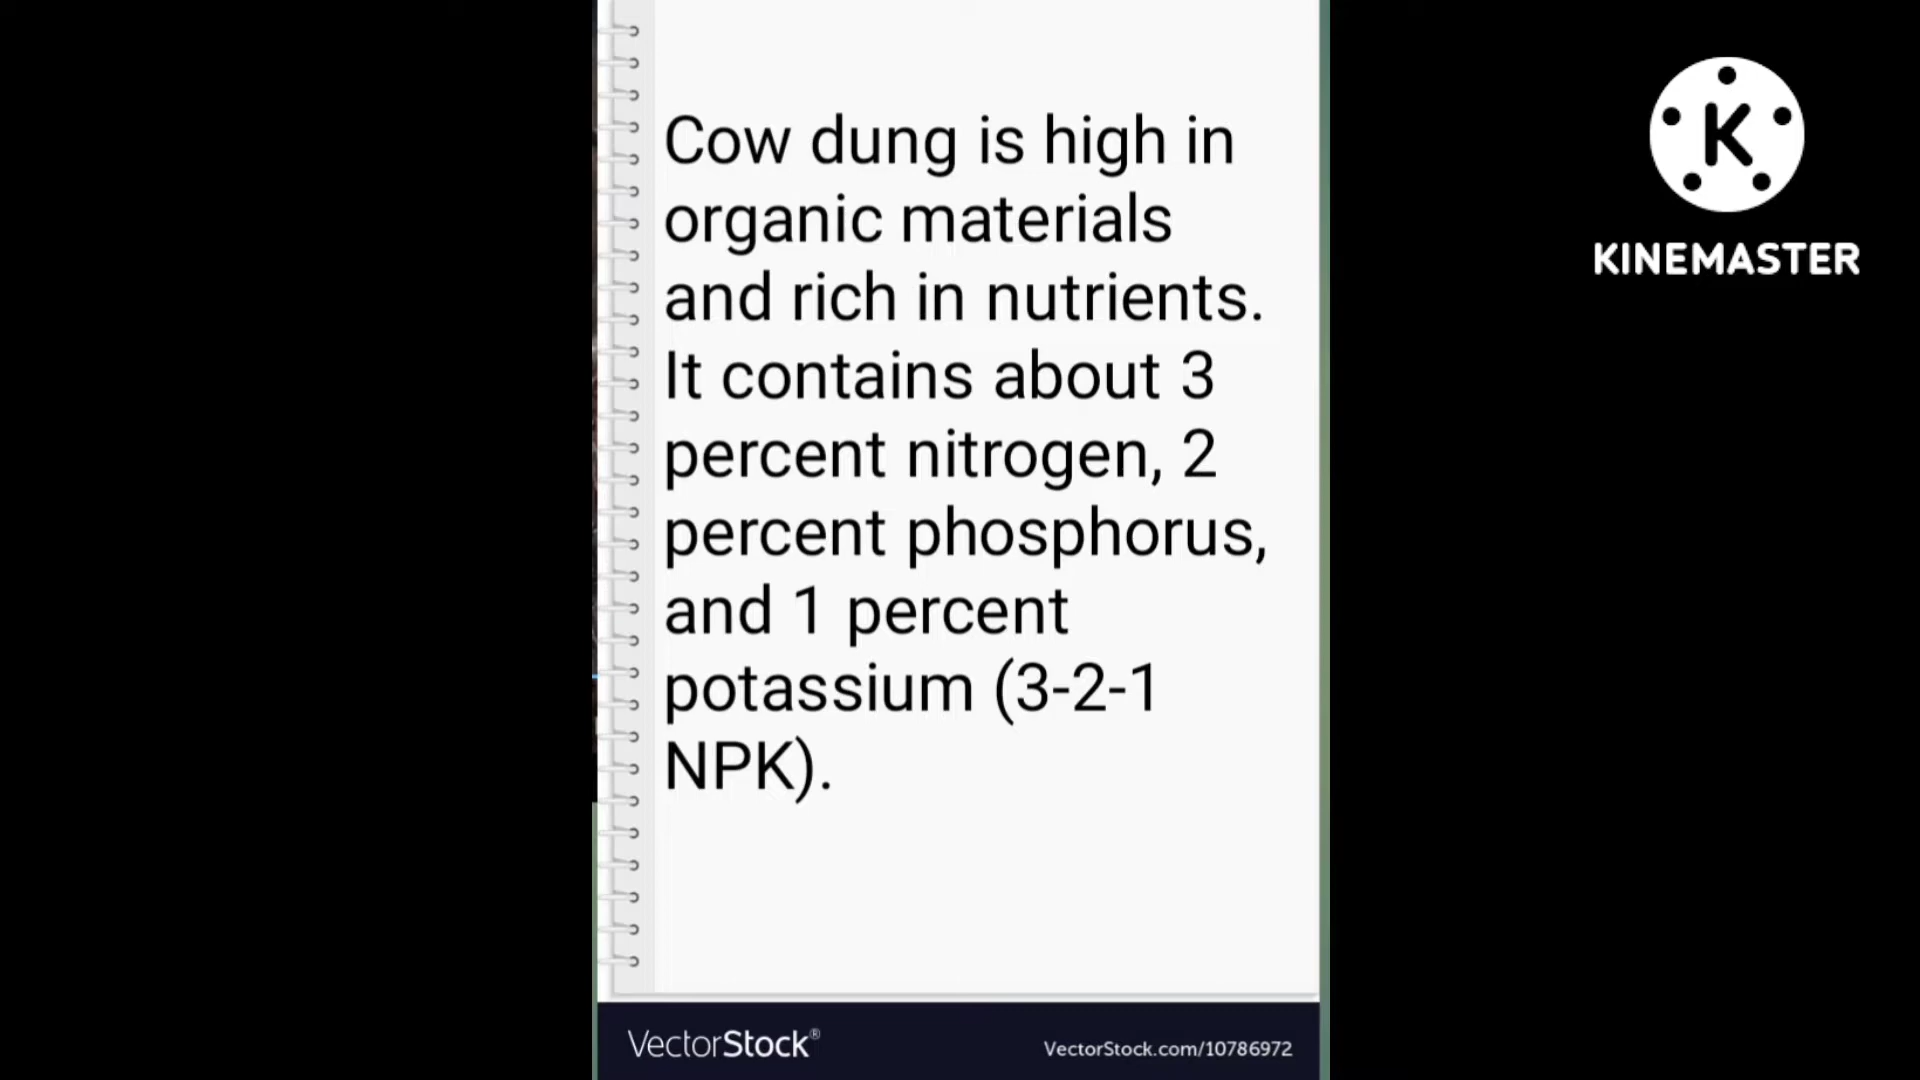 Cow dung is high in
organic materials
and rich in nutrients.
It contains about 3
percent nitrogen, 2
percent phosphorus,
and 1 percent
potassium (3-2-1
NPK).
K
KINEMASTER
VectorStock®
VectorStock.com/10786972